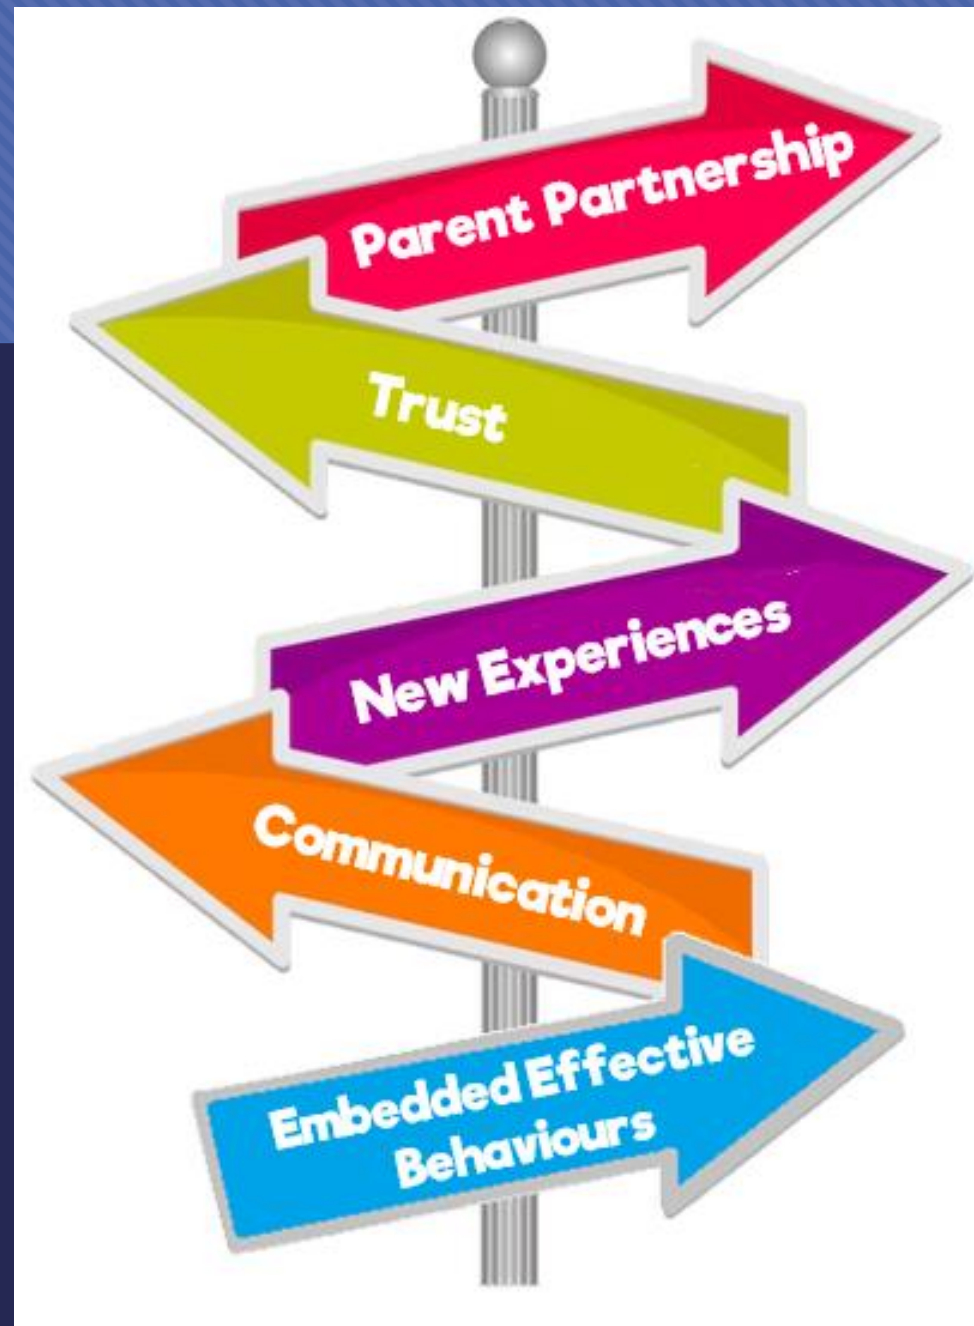 Parent Partnership
Trust
New Experiences
Communication
Embedded Effective
Behaviours